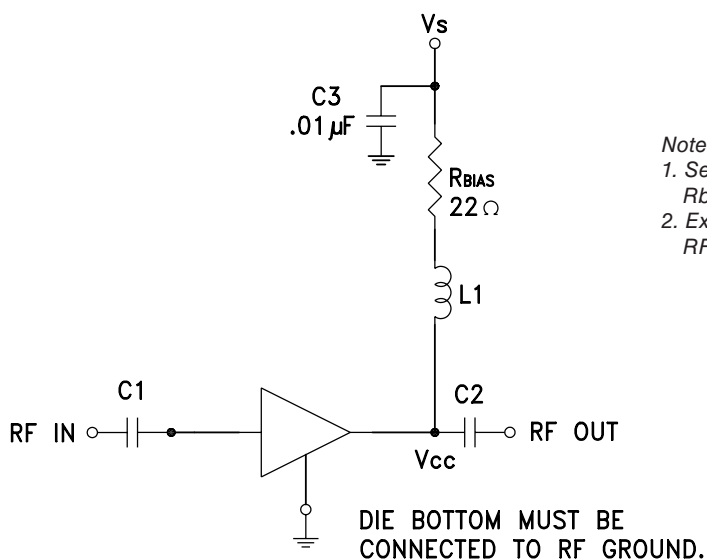 Vs
C3
.01µF
RBIAS
22Ω
L1
C1
C2
RF IN
RF OUT
Vcc
DIE BOTTOM MUST BE
CONNECTED TO RF GROUND.
Note
1. Se
Rb
2. Ex
RF